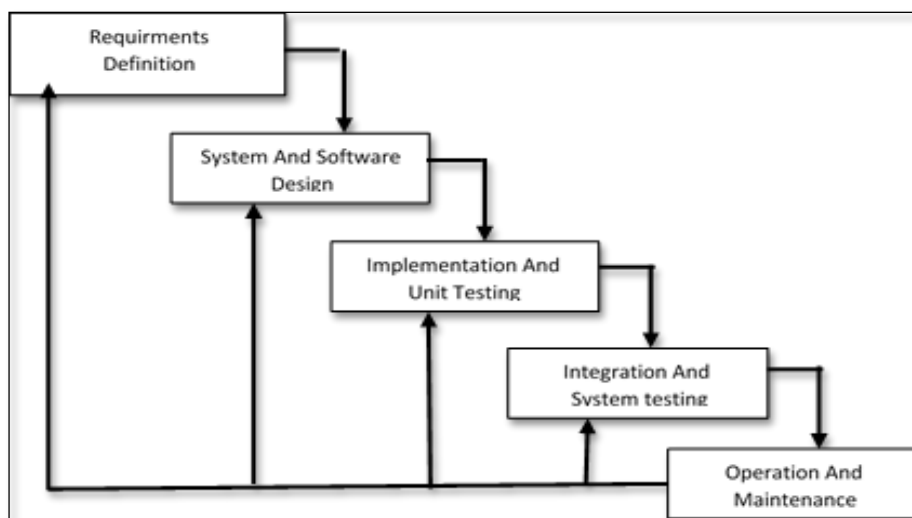 Requirments
Definition
System And Software
Design
Implementation And
Unit Testing
Integration And
System testing
Operation And
Maintenance